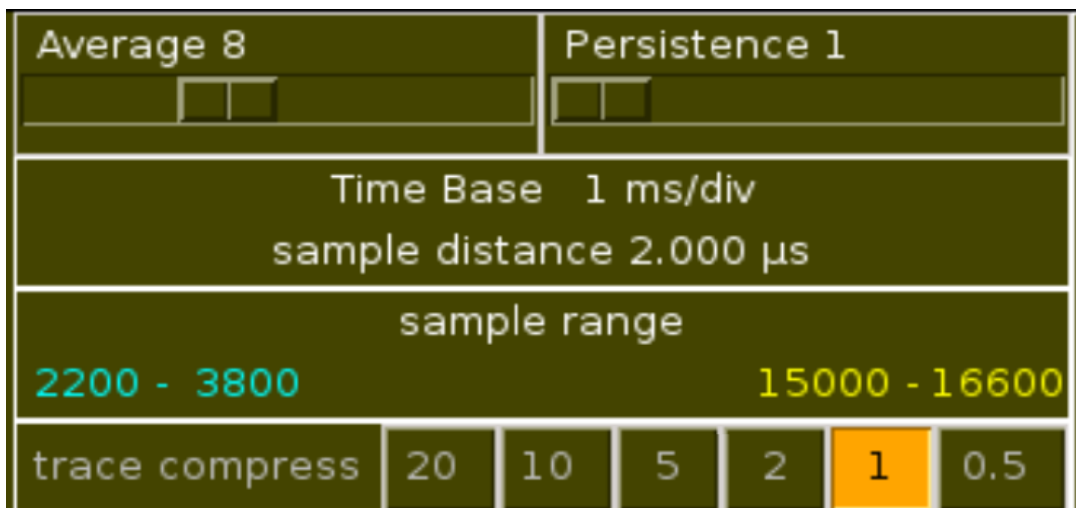 Average 8
Persistence 1
Time Base 1 ms/div
sample distance 2.000 µs
sample range
2200 - 3800
15000 - 16600
trace compress 20 10 5 2 1 0.5